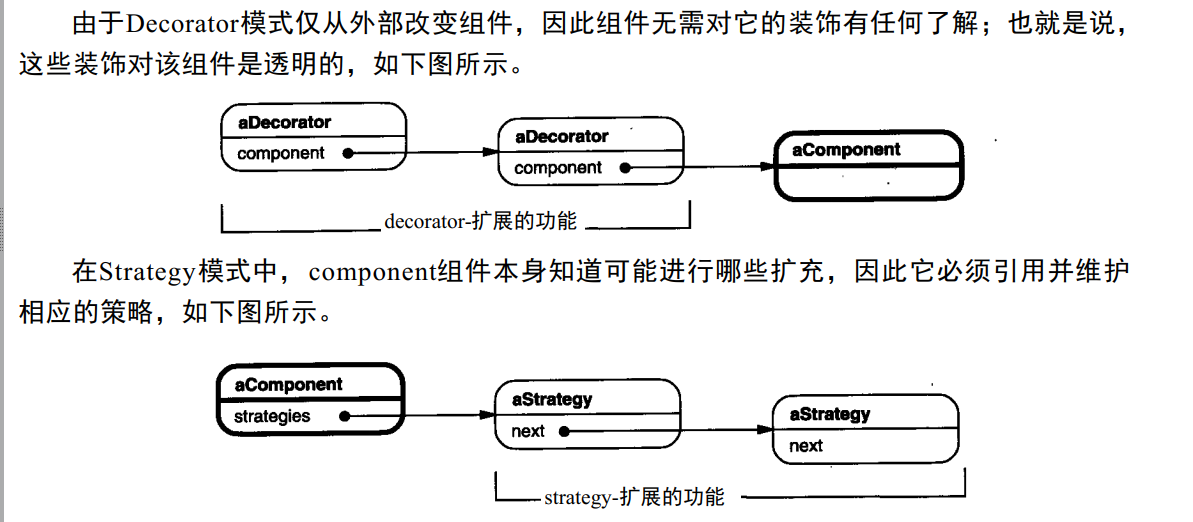 由于Decorator模式仅从外部改变组件，因此组件无需对它的装饰有任何了解；也就是说，
这些装饰对该组件是透明的，如下图所示。
aDecorator
component
aDecorator
component
aComponent
decorator-扩展的功能
在Strategy模式中，component组件本身知道可能进行哪些扩充，因此它必须引用并维护
相应的策略，如下图所示。
aComponent
strategies
aStrategy
next
aStrategy
next
strategy-扩展的功能